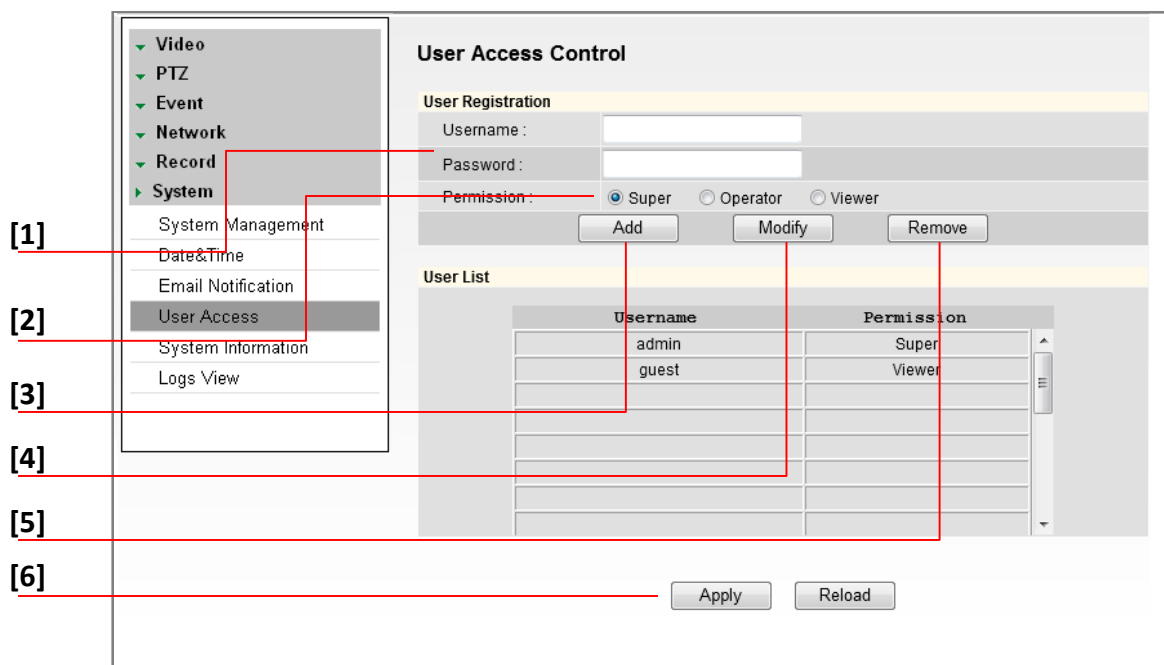 Video
PTZ
Event
Network
Record
System
System Management
Date&Time
Email Notification
User Access
System Information
Logs View
[1]
[2]
[3]
[4]
[5]
[6]
User Access Control
User Registration
Username :
Password :
Permission : Super Operator Viewer
Add Modify Remove
User List
Username Permission
admin Super
guest Viewer
Apply Reload